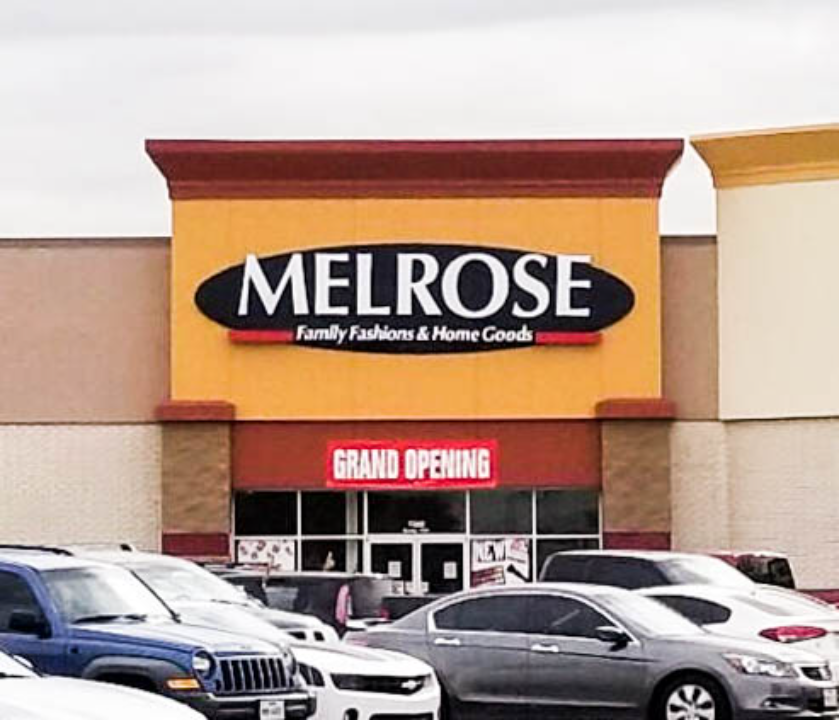 MELROSE
Family Fashions & Home Goods
GRAND OPENING
NEW